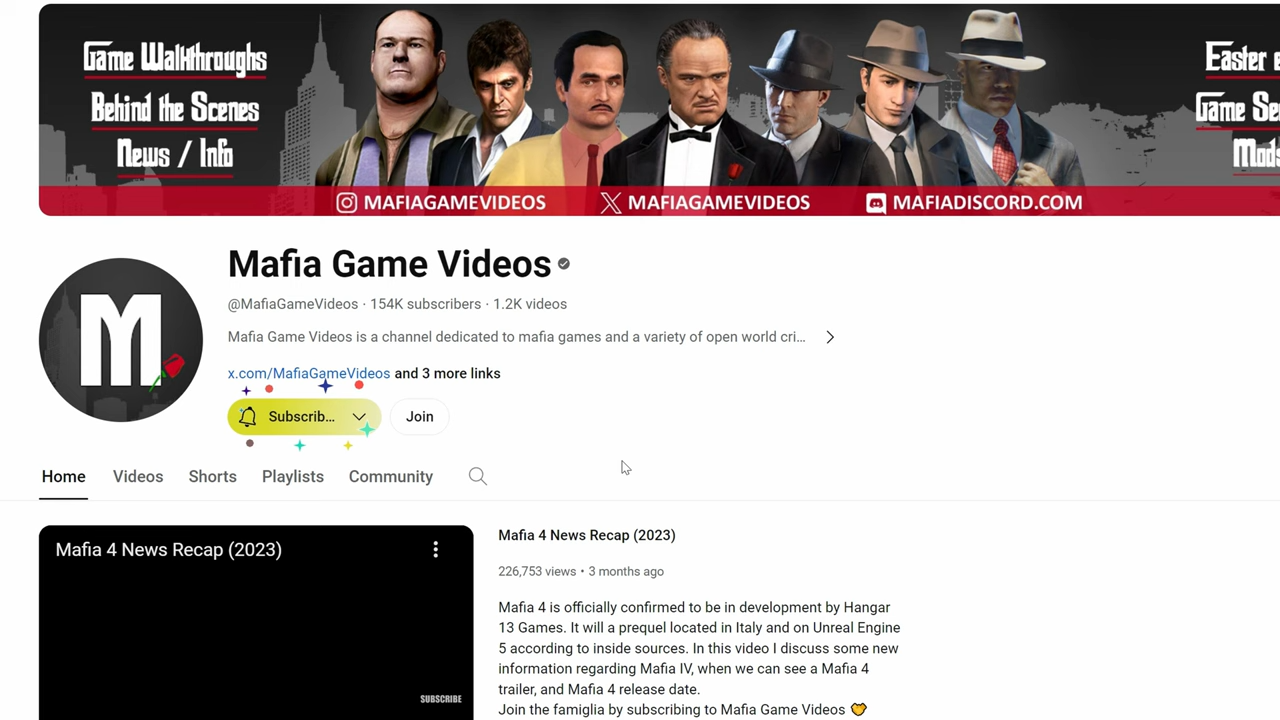 Game Walkthroughs
Behind the Scenes
News / Info
Easter
Game Se
Mods
MAFIAGAMEVIDEOS
MAFIAGAMEVIDEOS
MAFIADISCORD.COM
M
Mafia Game Videos
@MafiaGameVideos · 154K subscribers · 1.2K videos
Mafia Game Videos is a channel dedicated to mafia games and a variety of open world cri...
x.com/MafiaGameVideos and 3 more links
Subscrib...
Join
Home Videos Shorts Playlists Community
Mafia 4 News Recap (2023)
SUBSCRIBE
Mafia 4 News Recap (2023)
226,753 views • 3 months ago
Mafia 4 is officially confirmed to be in development by Hangar
13 Games. It will a prequel located in Italy and on Unreal Engine
5 according to inside sources. In this video I discuss some new
information regarding Mafia IV, when we can see a Mafia 4
trailer, and Mafia 4 release date.
Join the famiglia by subscribing to Mafia Game Videos